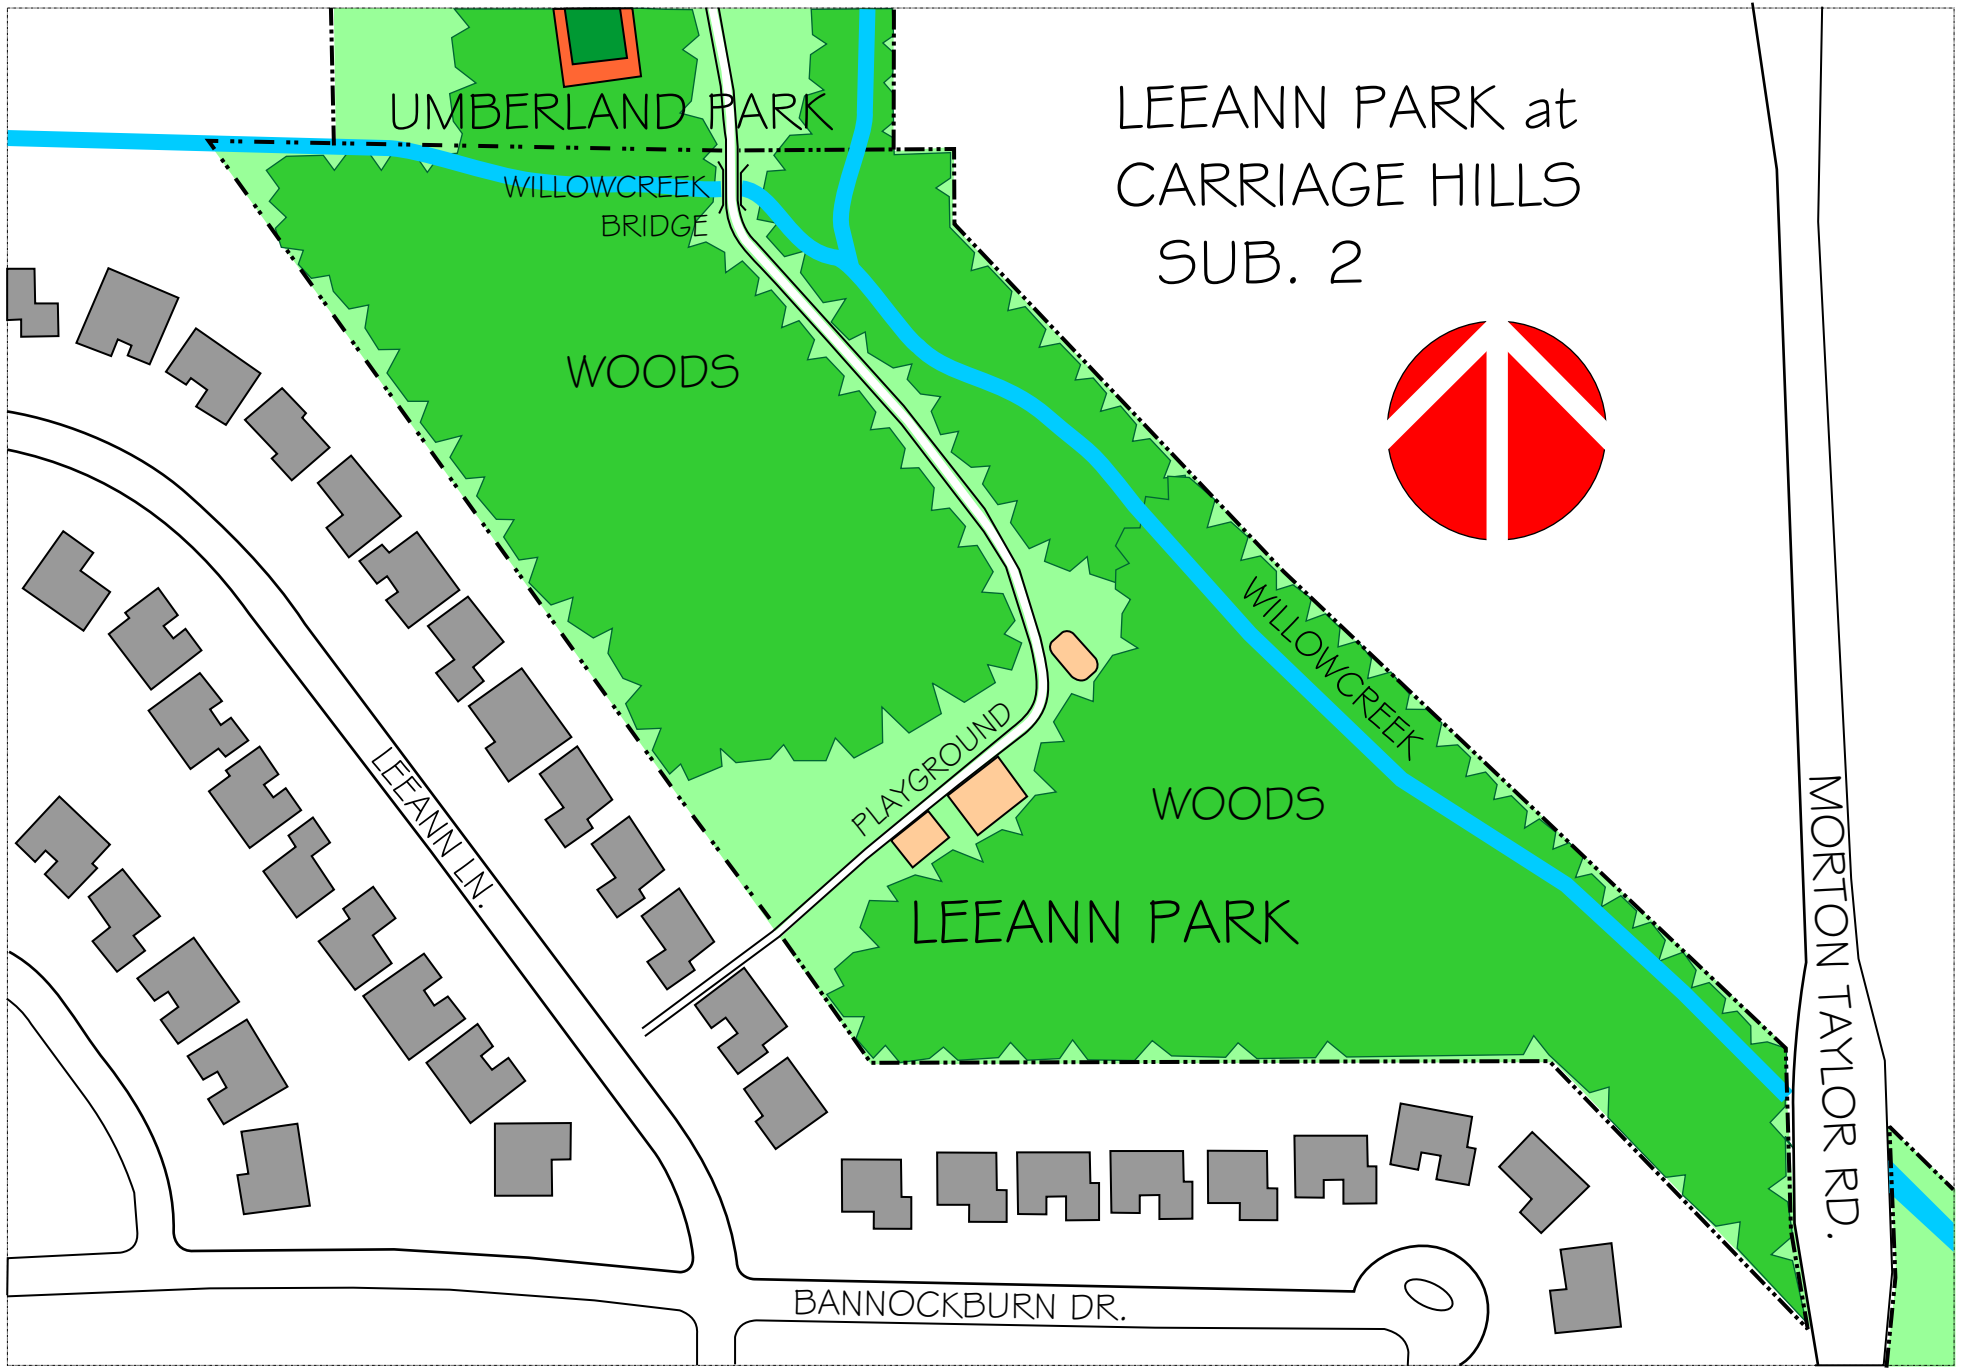 UMBERLAND PARK
LEEANN PARK at
CARRIAGE HILLS
SUB. 2
WILLOWCREEK
BRIDGE
WOODS
WILLOWCREEK
PLAYGROUND
WOODS
LEEANN LN.
LEEANN PARK
MORTON TAYLOR RD.
BANNOCKBURN DR.